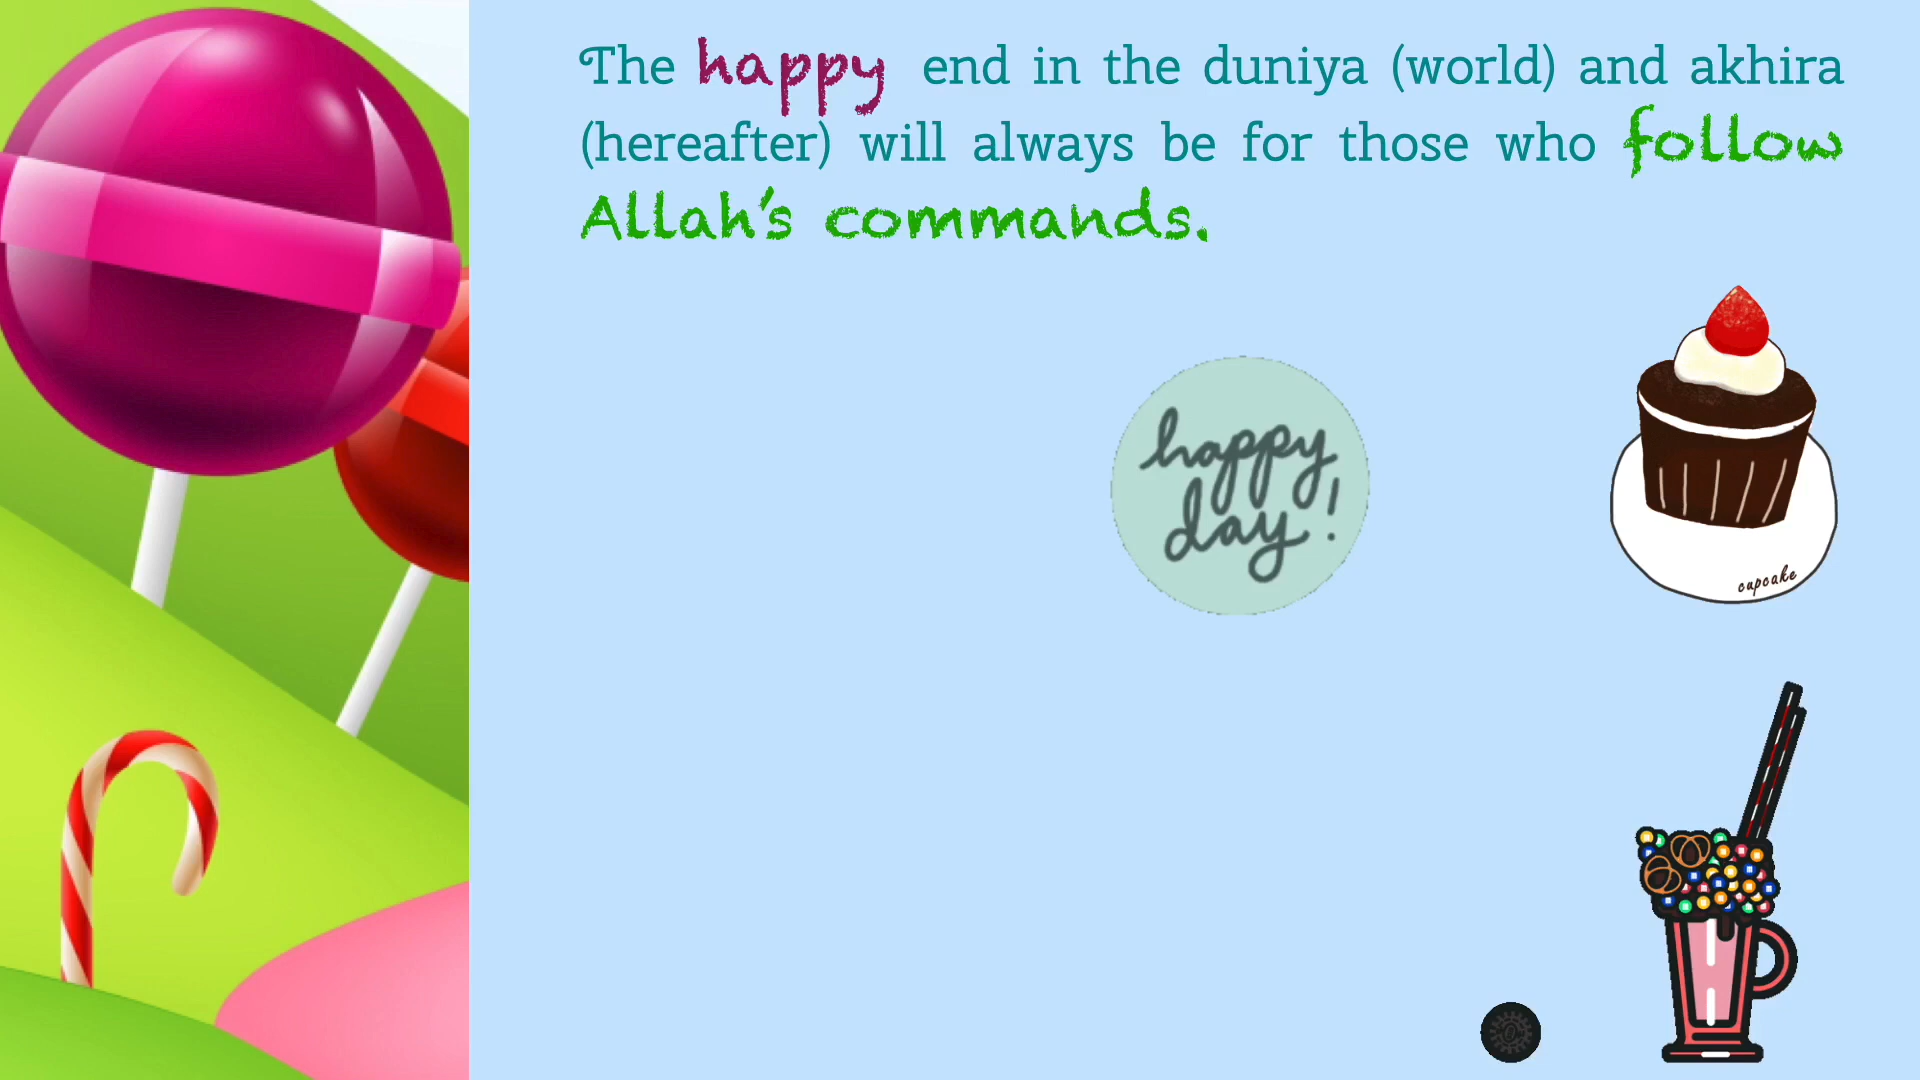 The happy end in the duniya (world) and akhira
(hereafter) will always be for those who follow
Allah's commands.
happy
day!
cupcake